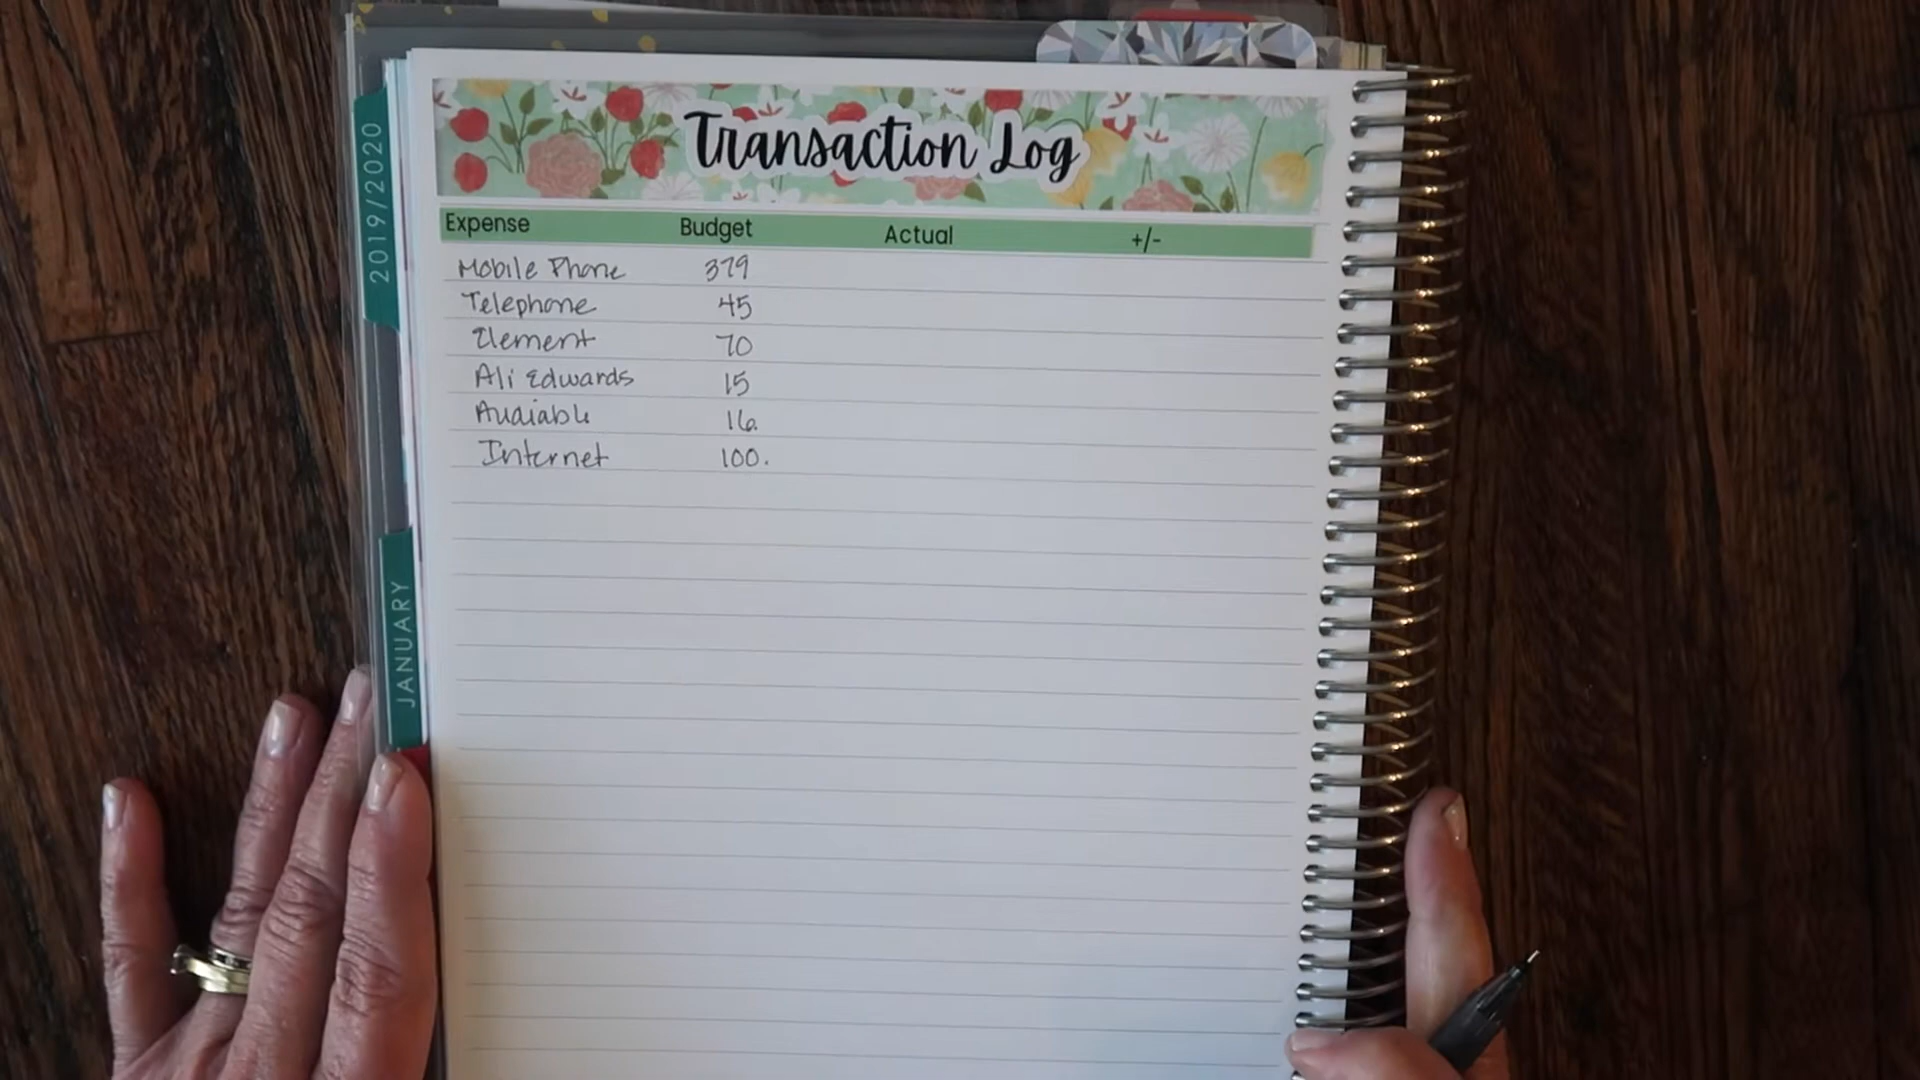 2019/2020
JANUARY
Transaction Log
Expense Budget Actual +/-
Mobile Phone 379
Telephone 45
Element 70
Ali Edwards 15
Audiable 16.
Internet 100.